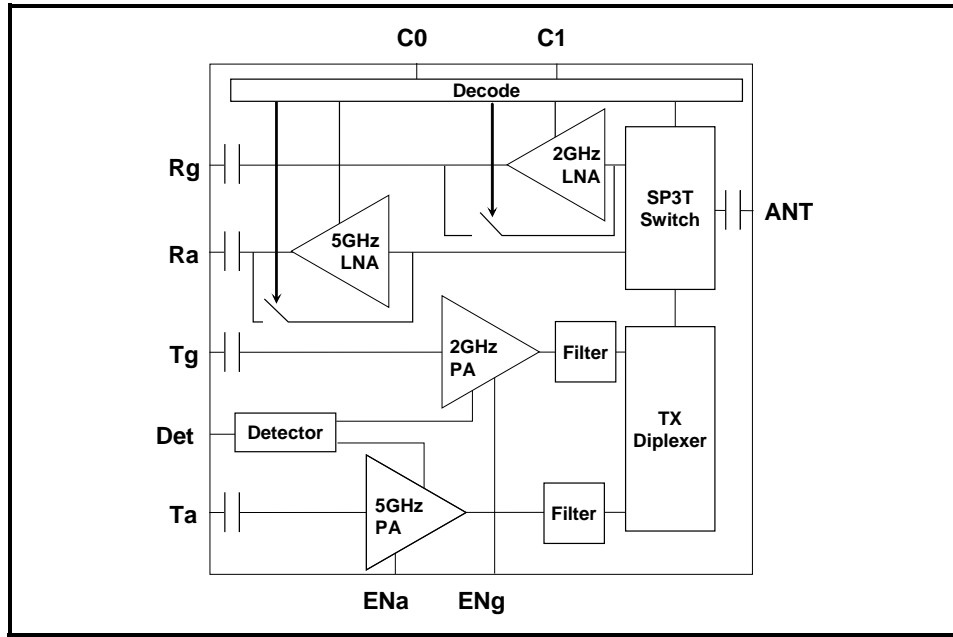 C0 C1
Decode
Rg
2GHz
LNA
SP3T
Switch
ANT
Ra
5GHz
LNA
Tg
2GHz
PA
Filter
Det
Detector
TX
Diplexer
Ta
5GHz
PA
Filter
ENa ENg